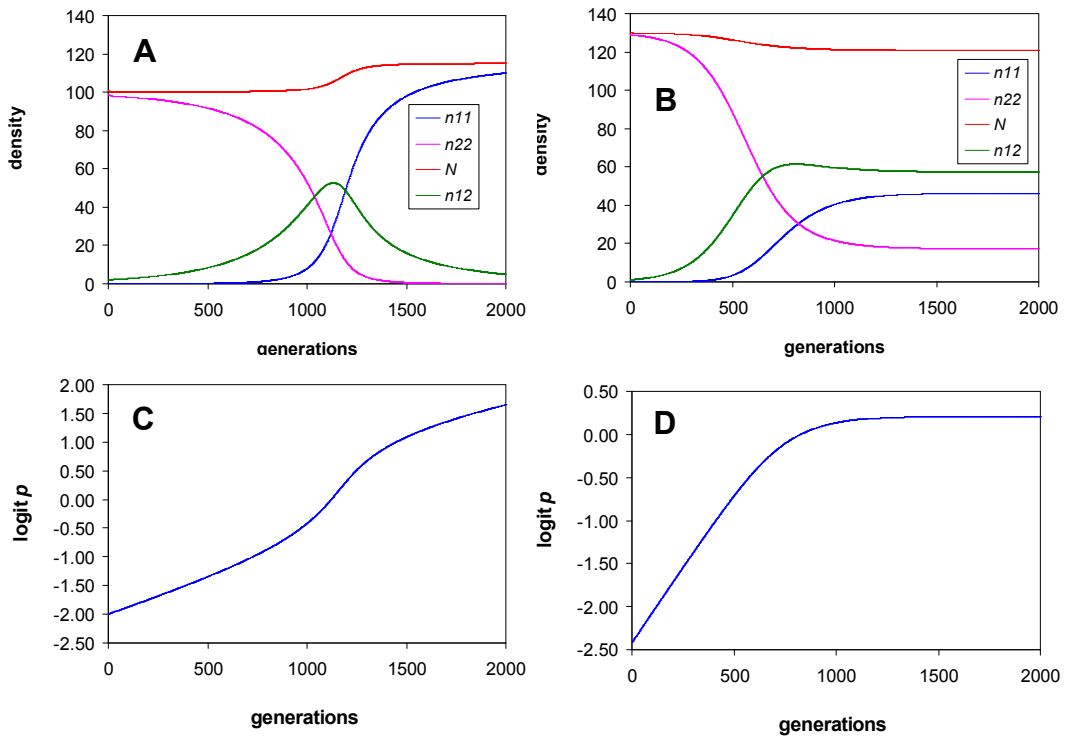 A
140
120
100
80
60
40
20
0
density
n11
n22
N
n12
0 500 1000 1500 2000
generations
B
140
120
100
80
60
40
20
0
density
n11
n22
N
n12
0 500 1000 1500 2000
generations
C
2.00
1.50
1.00
0.50
0.00
-0.50
-1.00
-1.50
-2.00
-2.50
logit p
0 500 1000 1500 2000
generations
D
0.50
0.00
-0.50
-1.00
-1.50
-2.00
-2.50
logit p
0 500 1000 1500 2000
generations